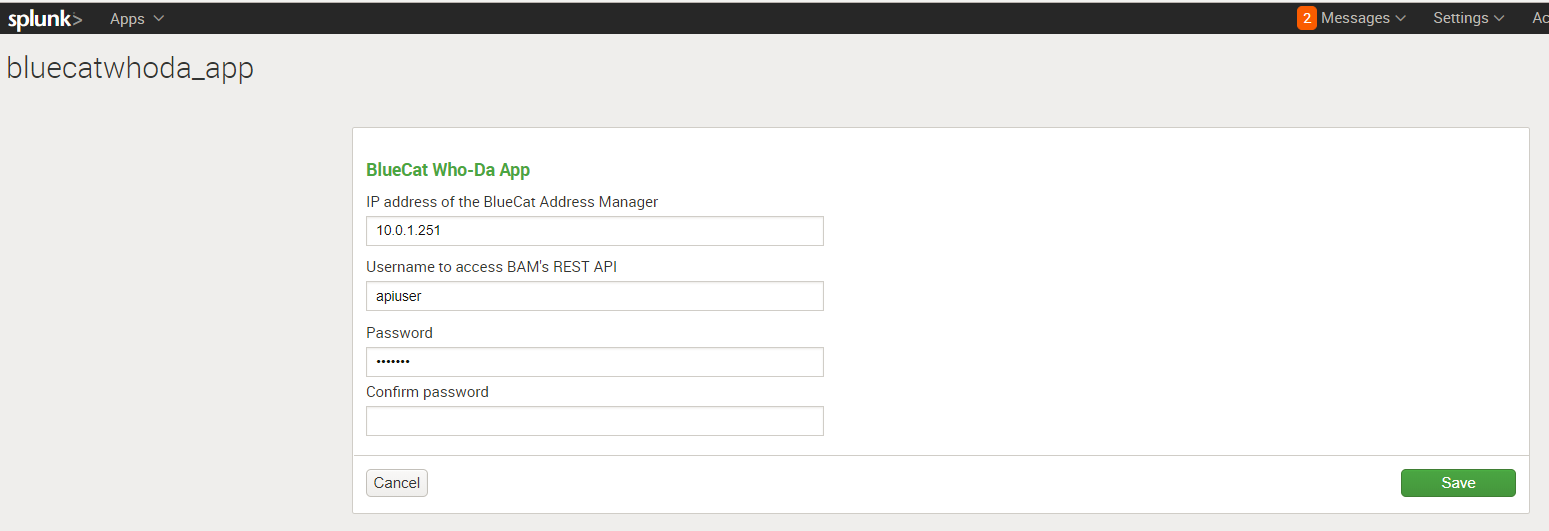 splunk> Apps 2 Messages Settings Ac
bluecatwhoda_app
BlueCat Who-Da App
IP address of the BlueCat Address Manager
10.0.1.251
Username to access BAM's REST API
apiuser
Password
•••••••
Confirm password
Cancel Save